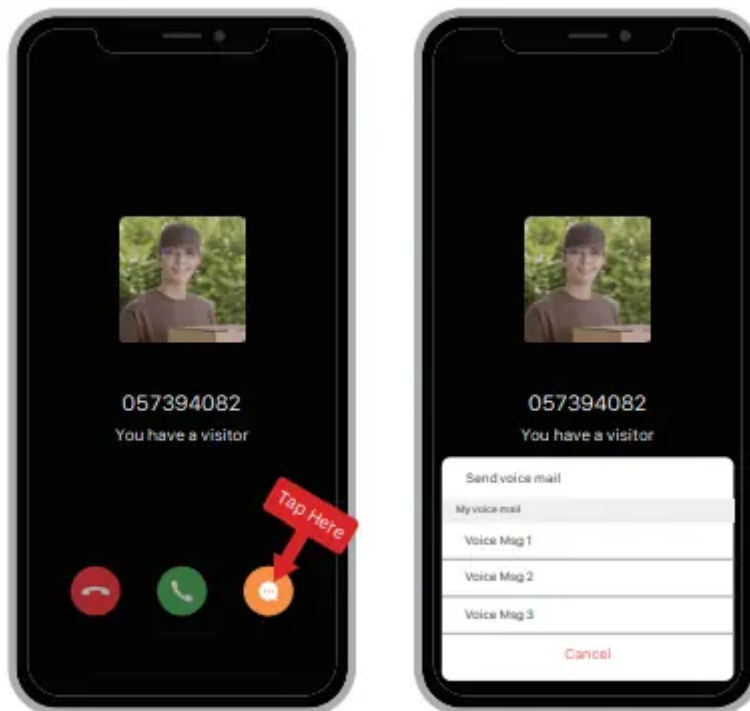 057394082
You have a visitor
Tap Here
057394082
You have a visitor
Send voice mail
My voice mail
Voice Msg 1
Voice Msg 2
Voice Msg 3
Cancel